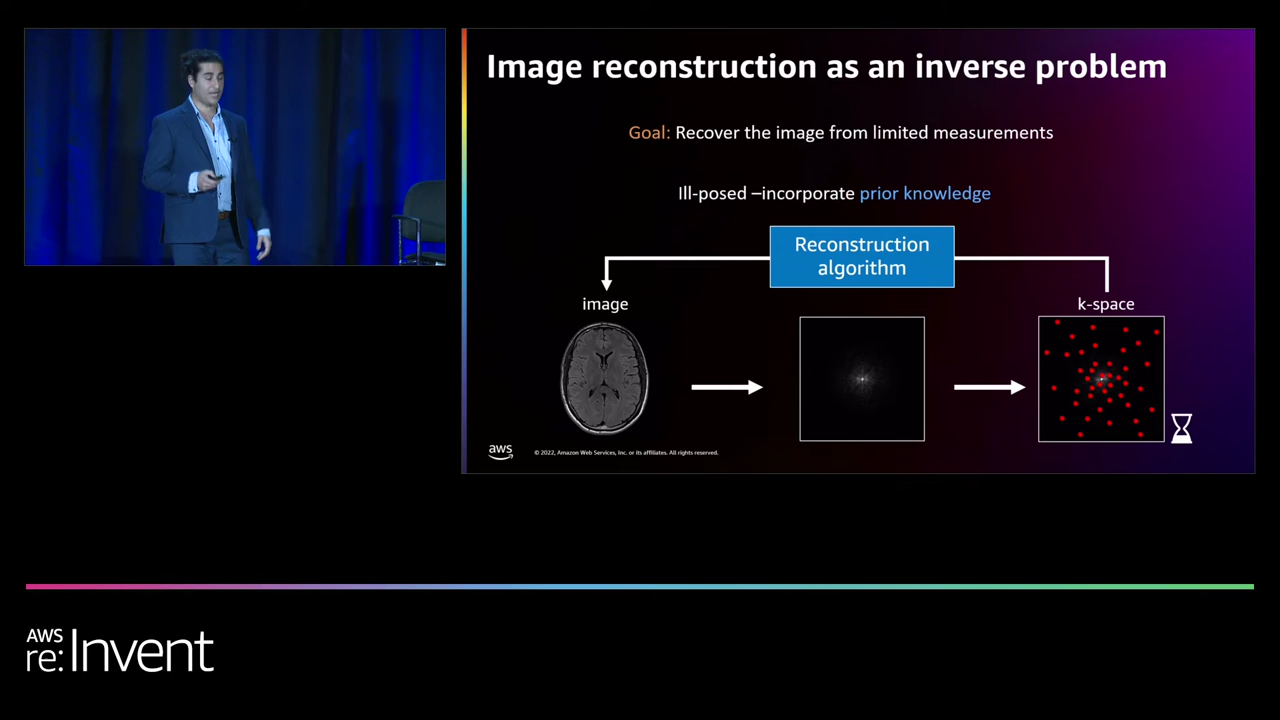 Image reconstruction as an inverse problem
Goal: Recover the image from limited measurements
Ill-posed –incorporate prior knowledge
Reconstruction
algorithm
image
k-space
aws
© 2022, Amazon Web Services, Inc. or its affiliates. All rights reserved.
AWS
re:Invent